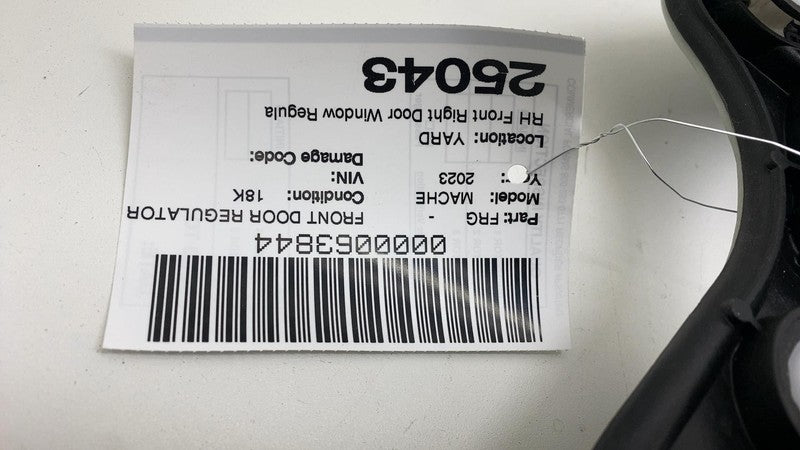 0000063844
Part: FRG - FRONT DOOR REGULATOR
Model: MACHE Condition: 18K
2023 VIN:
Damage Code:
Location: YARD
RH Front Right Door Window Regula
25043